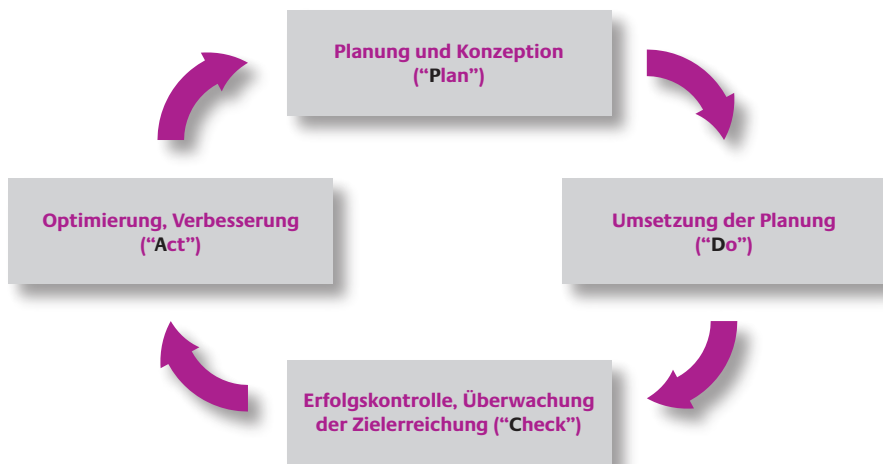 Planung und Konzeption
(“Plan”)
Umsetzung der Planung
(“Do”)
Erfolgskontrolle, Überwachung
der Zielerreichung (“Check”)
Optimierung, Verbesserung
(“Act”)